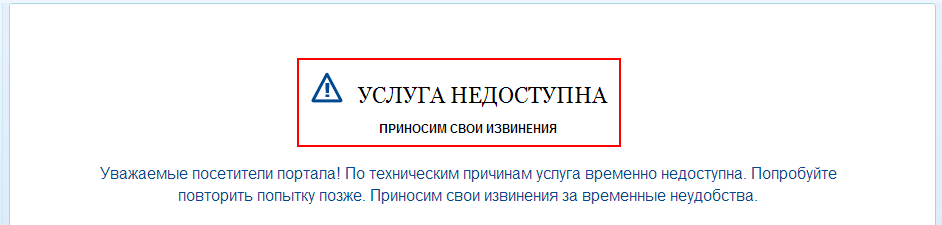 УСЛУГА НЕДОСТУПНА
ПРИНОСИМ СВОИ ИЗВИНЕНИЯ
Уважаемые посетители портала! По техническим причинам услуга временно недоступна. Попробуйте
повторить попытку позже. Приносим свои извинения за временные неудобства.